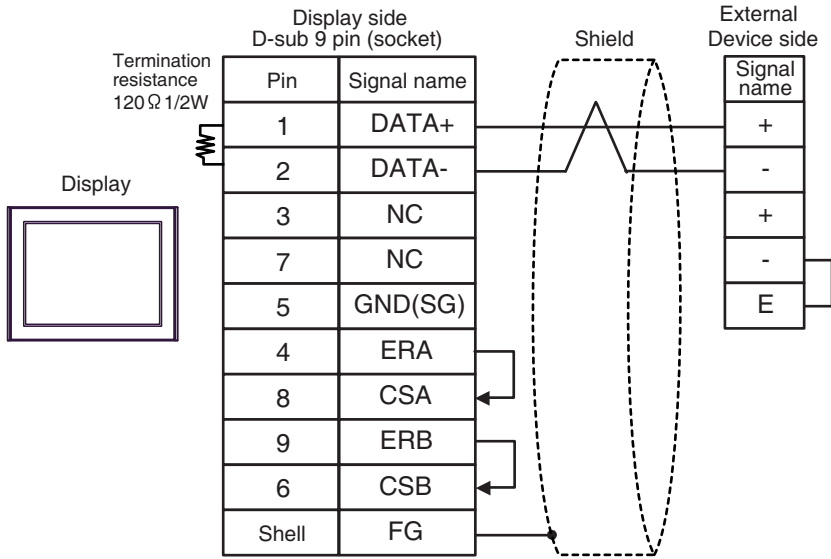 Display side
D-sub 9 pin (socket)
Shield
External
Device side
Termination
resistance
120Ω 1/2W
Display
Pin Signal name
1 DATA+
2 DATA-
3 NC
7 NC
5 GND(SG)
4 ERA
8 CSA
9 ERB
6 CSB
Shell FG
Signal
name
+
-
+
-
E